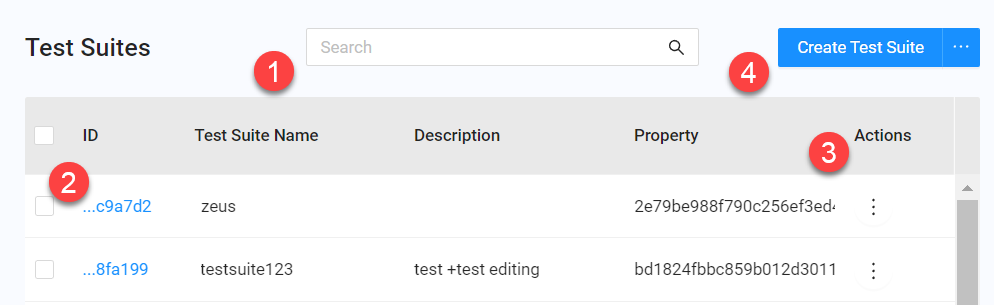 Test Suites Search Create Test Suite ...
1 4
ID Test Suite Name Description Property Actions
3
2
...c9a7d2 zeus 2e79be988f790c256ef3ed4
...8fa199 testsuite123 test +test editing bd1824fbbc859b012d3011